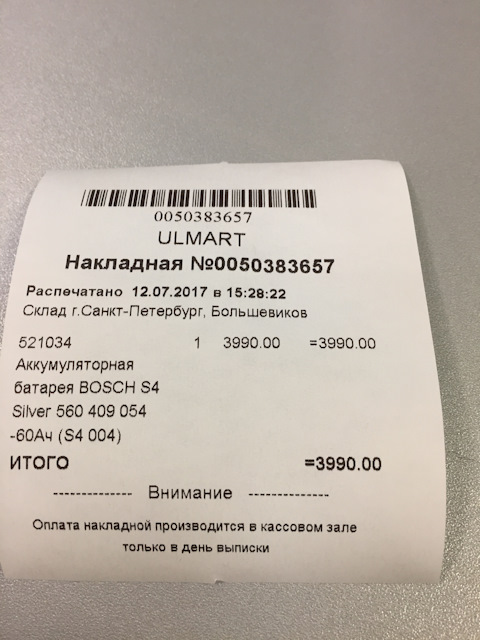 0050383657
ULMART
Накладная №0050383657
Распечатано 12.07.2017 в 15:28:22
Склад г.Санкт-Петербург, Большевиков
521034 1 3990.00 =3990.00
Аккумуляторная
батарея BOSCH S4
Silver 560 409 054
-60Ач (S4 004)
ИТОГО =3990.00
------------- Внимание -------------
Оплата накладной производится в кассовом зале
только в день выписки